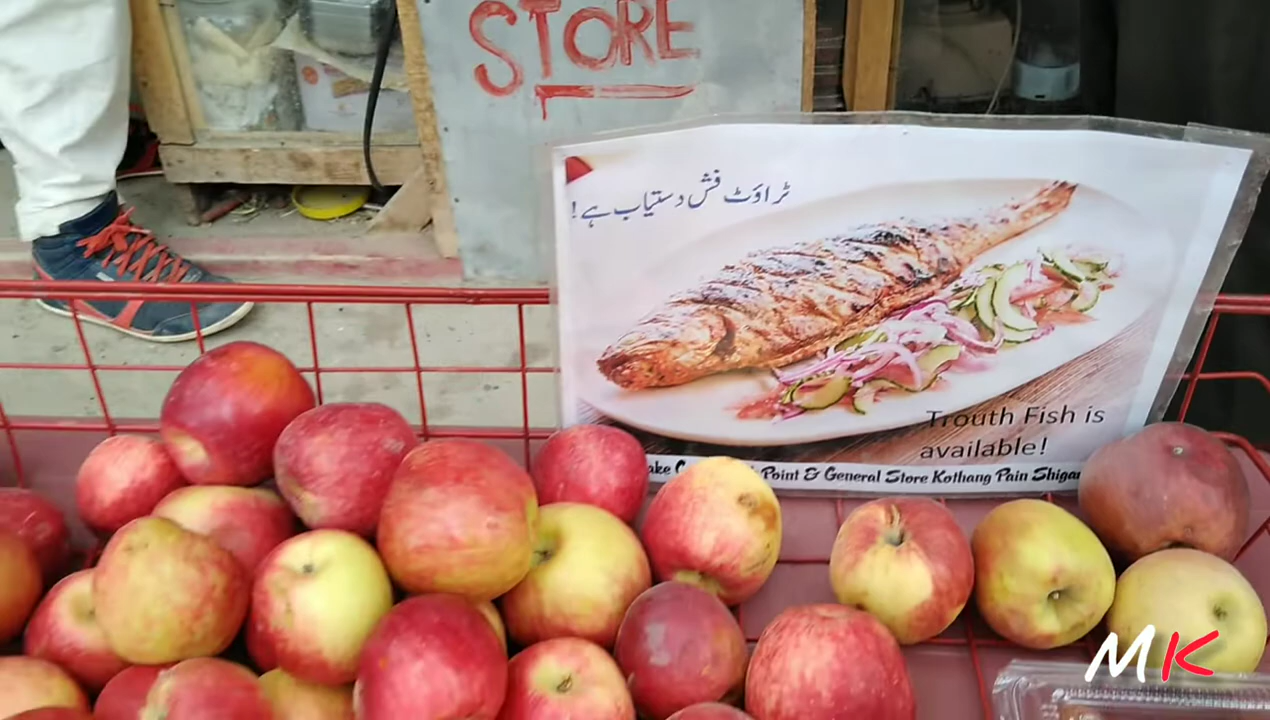 STORE
ٹراؤٹ فش دستیاب ہے!
Trouth Fish is
available!
Point & General Store Kothang Pain Shigar
MK